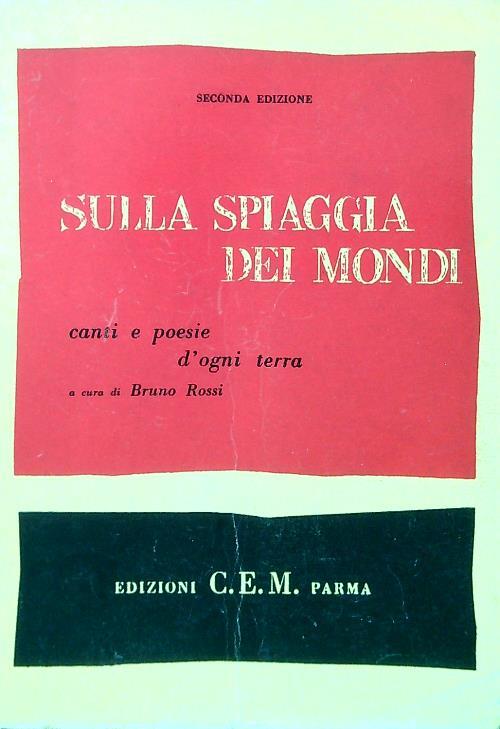 SECONDA EDIZIONE
SULLA SPIAGGIA
DEI MONDI
canti e poesie
d'ogni terra
a cura di Bruno Rossi
EDIZIONI C.E.M. PARMA